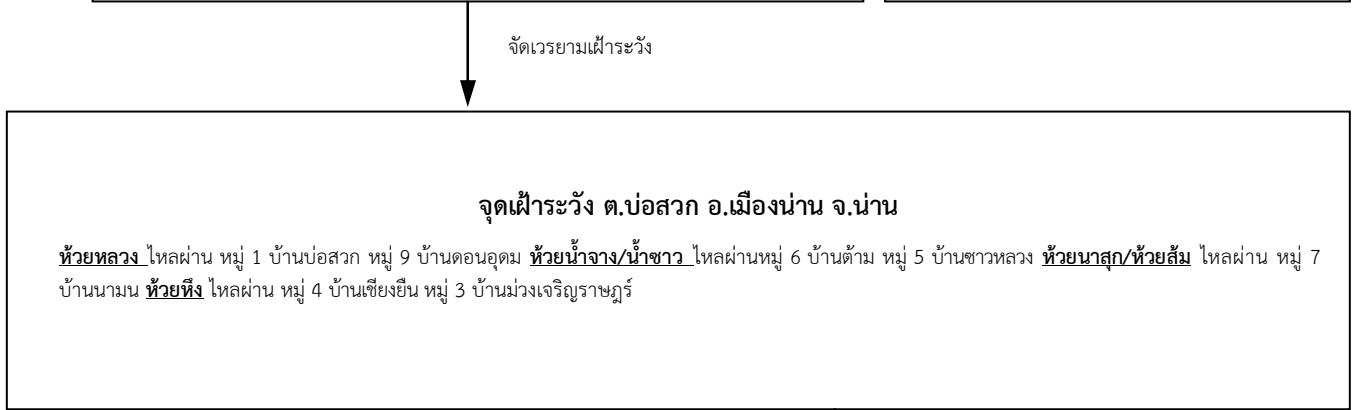 จัดเวรยามเฝ้าระวัง
จุดเฝ้าระวัง ต.บ่อสวก อ.เมืองน่าน จ.น่าน
ห้วยหลวง ไหลผ่าน หมู่ 1 บ้านบ่อสวก หมู่ 9 บ้านดอนอุดม ห้วยน้ำจาง/น้ำซาว ไหลผ่านหมู่ 6 บ้านต้าม หมู่ 5 บ้านซาวหลวง ห้วยนาสุก/ห้วยส้ม ไหลผ่าน หมู่ 7
บ้านนามน ห้วยหึง ไหลผ่าน หมู่ 4 บ้านเชียงยืน หมู่ 3 บ้านม่วงเจริญราษฎร์